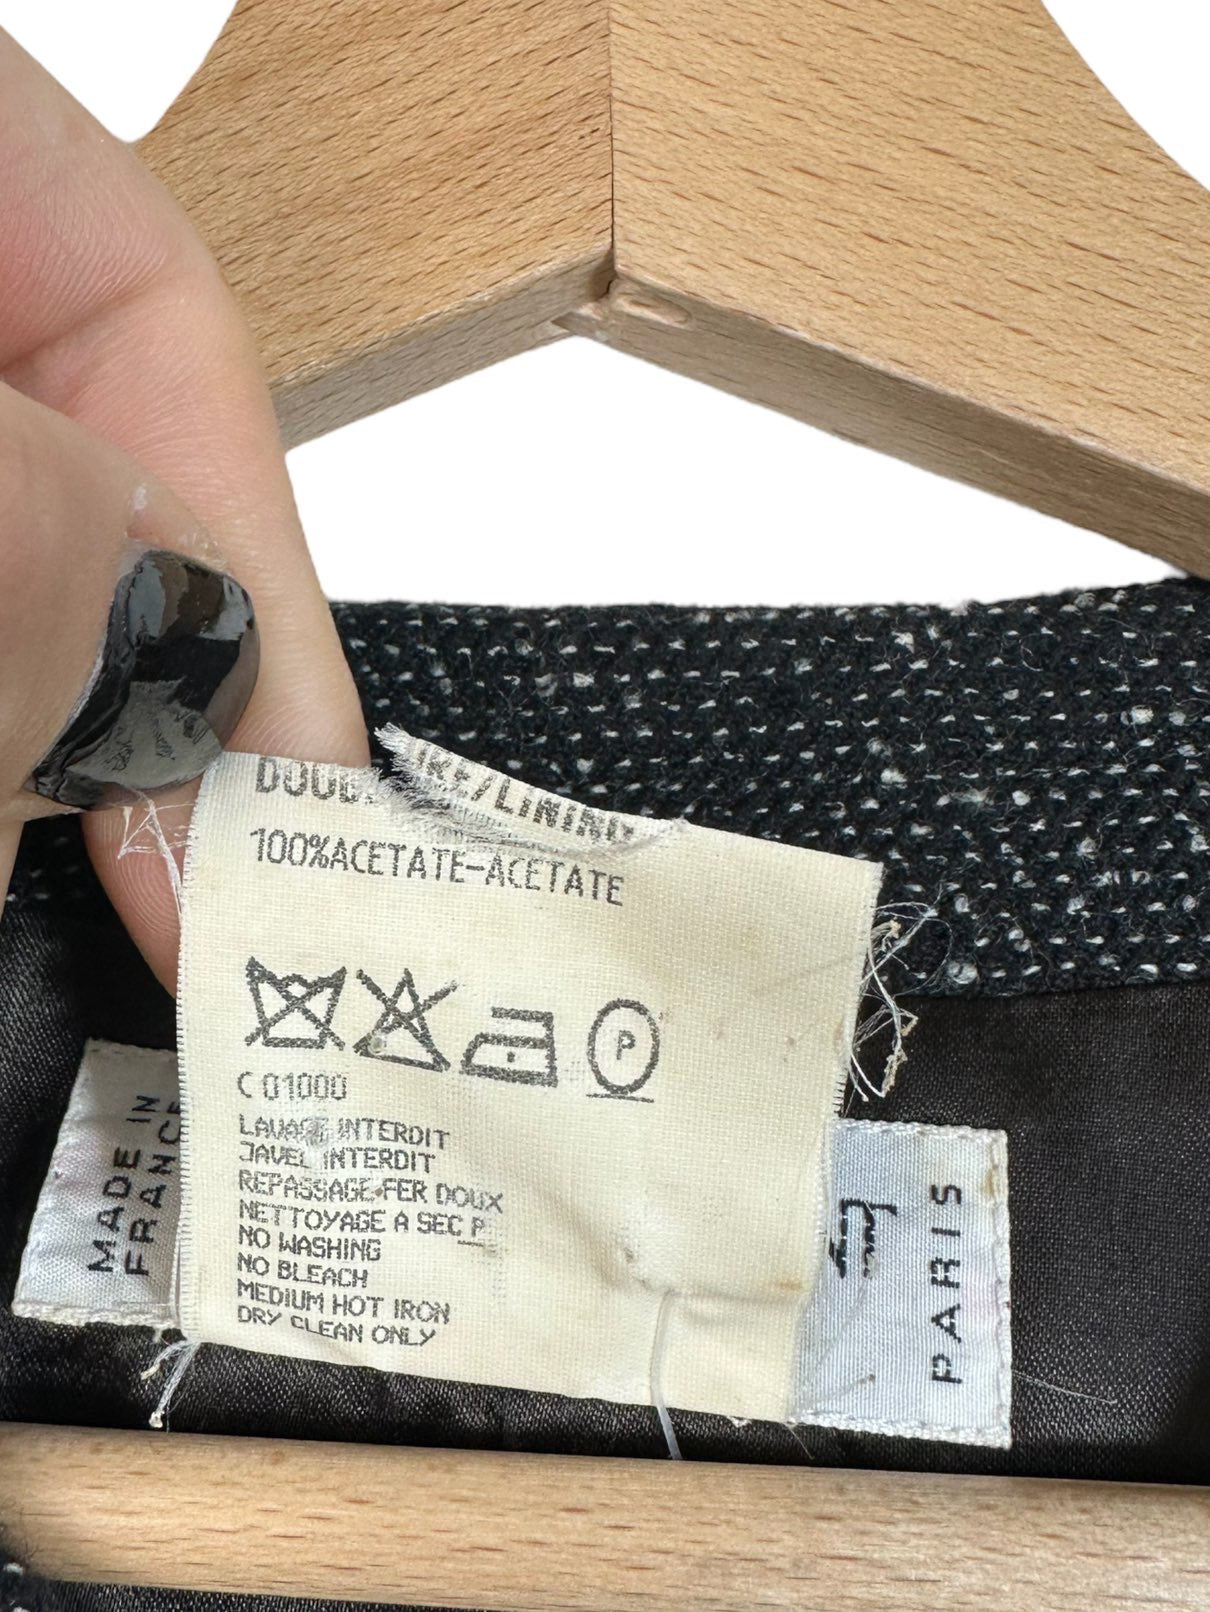 100%ACETATE-ACETATE
P
C 01000
LAVAGE INTERDIT
JAVEL INTERDIT
REPASSAGE FER DOUX
NETTOYAGE A SEC P
NO WASHING
NO BLEACH
MEDIUM HOT IRON
DRY CLEAN ONLY
MADE IN
FRANCE
PARIS